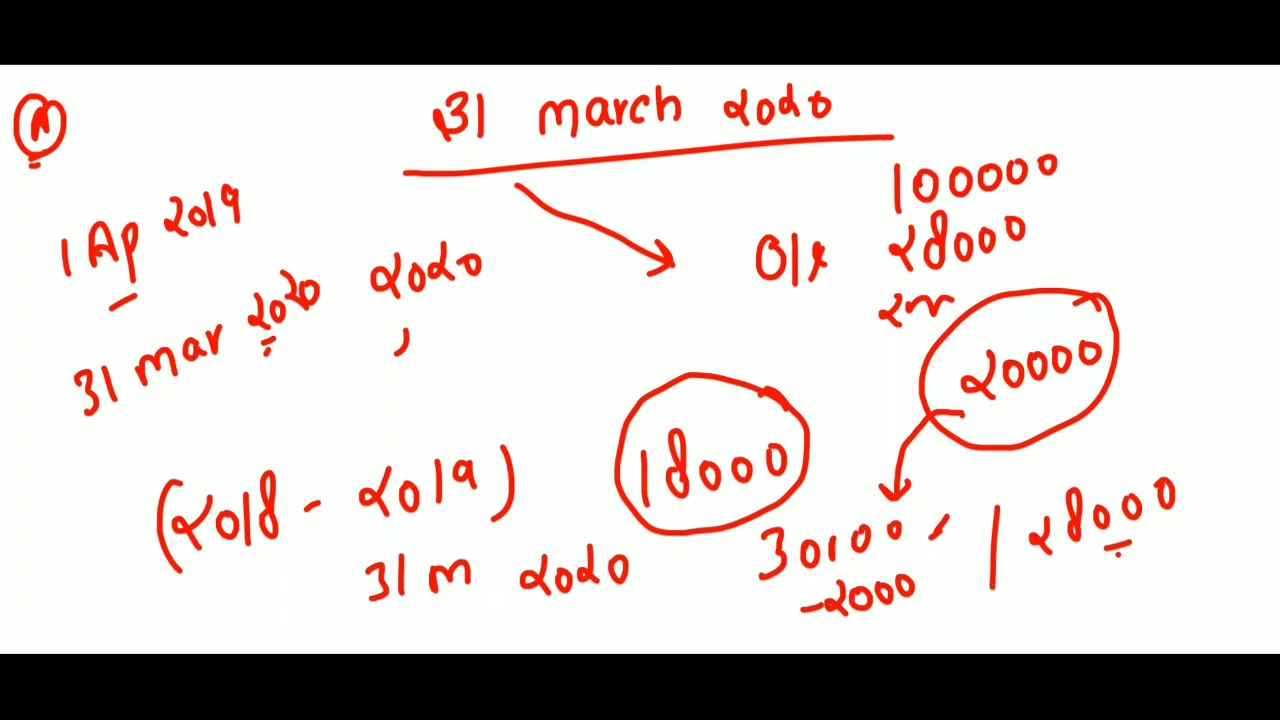 31 march 2020
1 Ap 2019
100000
28000
2020
31 mar 2020
20000
18000
(2018 - 2019)
28000
30100
31 m 2020
-2000